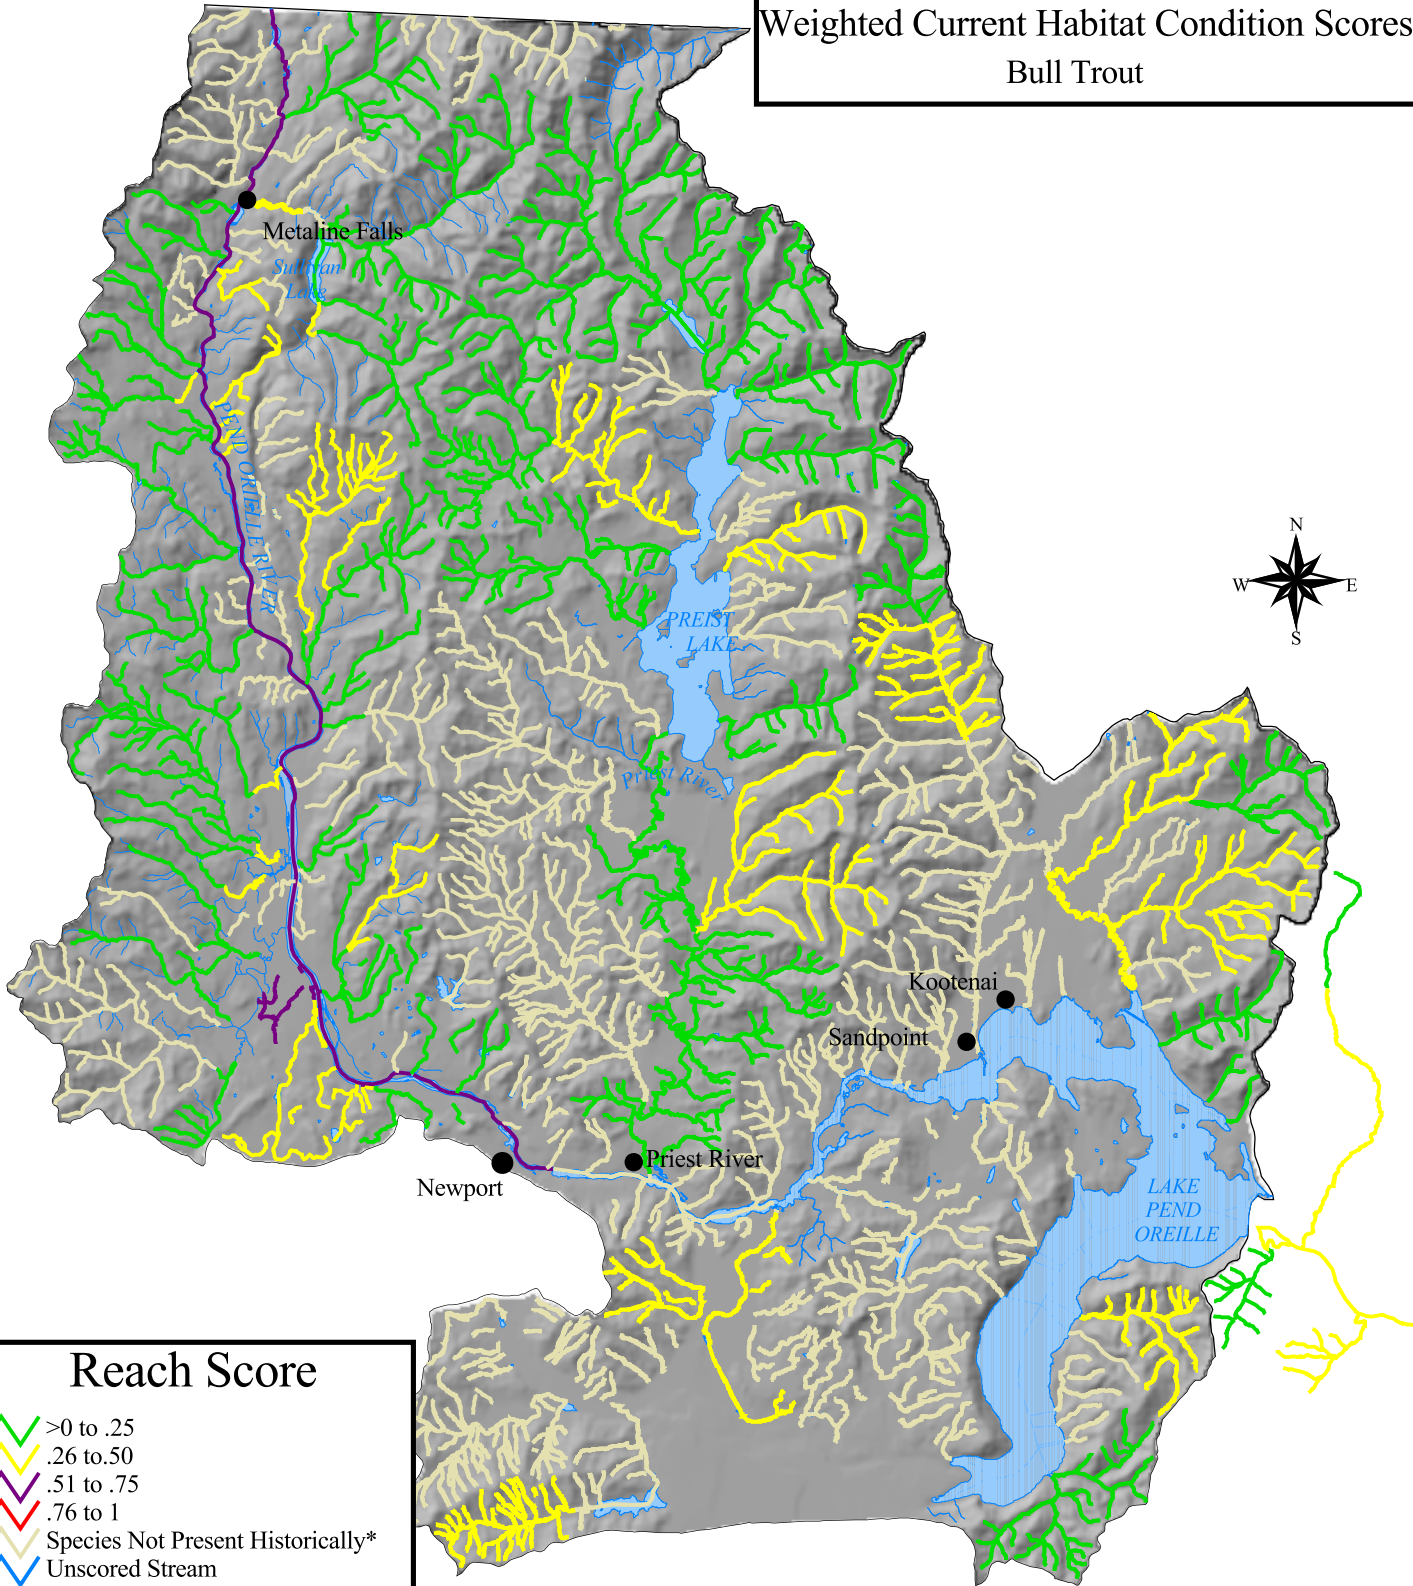 Weighted Current Habitat Condition Scores
Bull Trout
Metaline Falls
Sullivan
Lake
PEND ORIELLE RIVER
N
W
E
S
PREIST
LAKE
Priest River
Kootenai
Sandpoint
Priest River
Newport
LAKE
PEND
OREILLE
Reach Score
>0 to .25
.26 to.50
.51 to .75
.76 to 1
Species Not Present Historically*
Unscored Stream